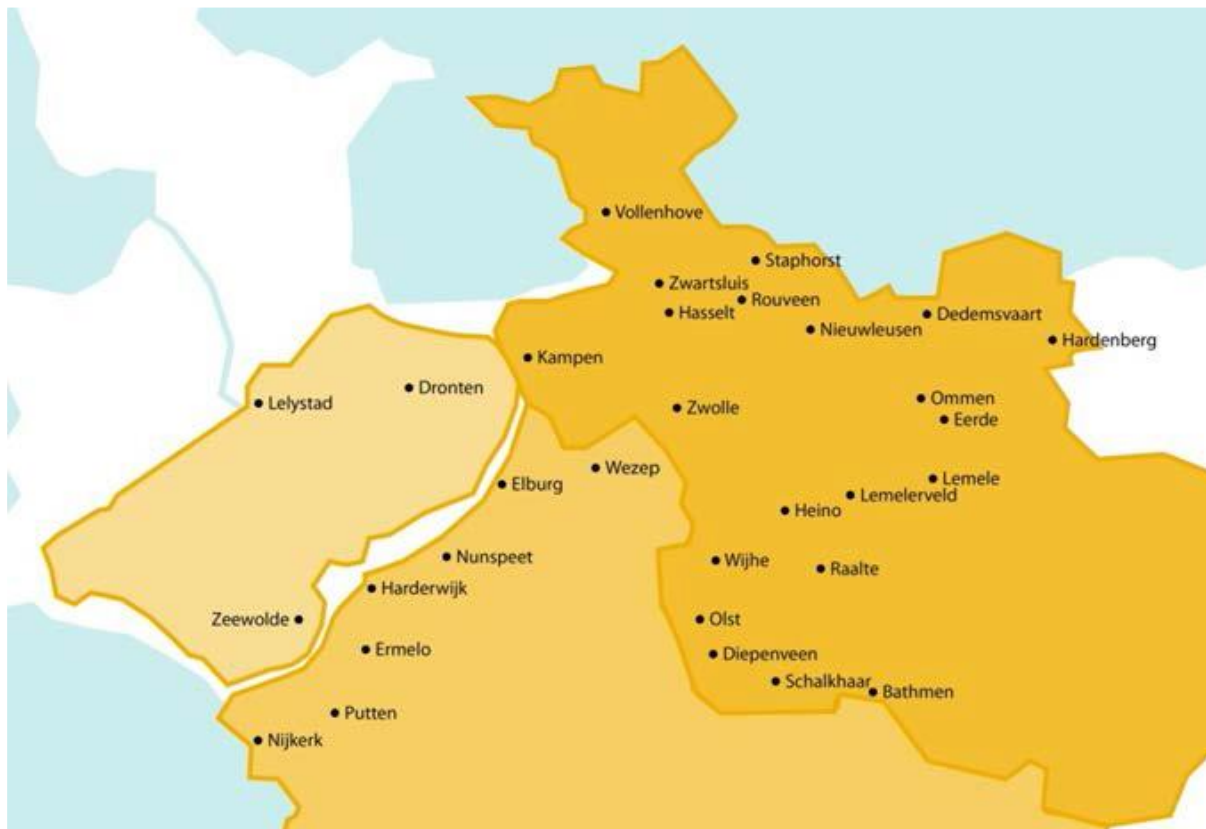 Vollenhove
Staphorst
Zwartsluis
Rouveen
Hasselt
Dedemsvaart
Nieuwleusen
Hardenberg
Kampen
Dronten
Lelystad
Ommen
Zwolle
Eerde
Wezep
Lemele
Elburg
Lemelerveld
Heino
Nunspeet
Wijhe
Raalte
Harderwijk
Zeewolde
Olst
Ermelo
Diepenveen
Schalkhaar
Bathmen
Putten
Nijkerk